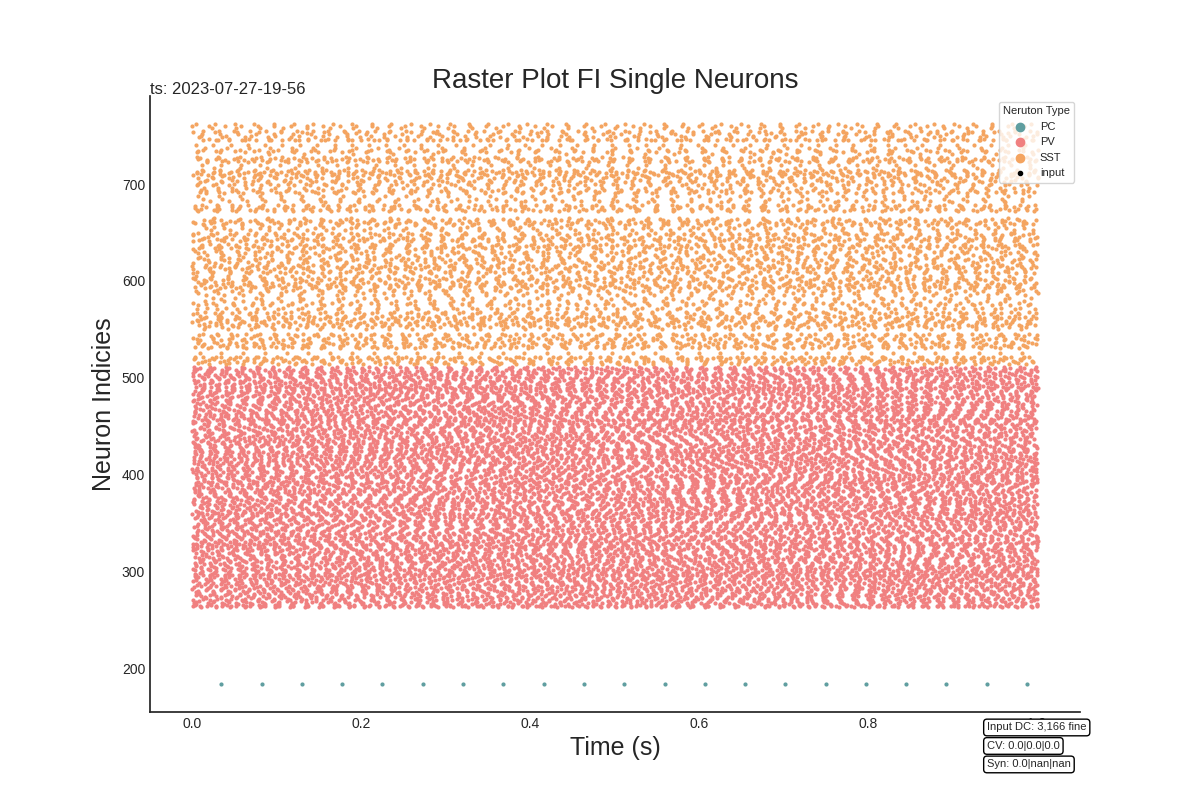 Raster Plot FI Single Neurons
ts: 2023-07-27-19-56
Neruton Type
PC
PV
SST
input
Neuron Indicies
700
600
500
400
300
200
0.0 0.2 0.4 0.6 0.8
Time (s)
Input DC: 3,166 fine
CV: 0.0|0.0|0.0
Syn: 0.0|nan|nan